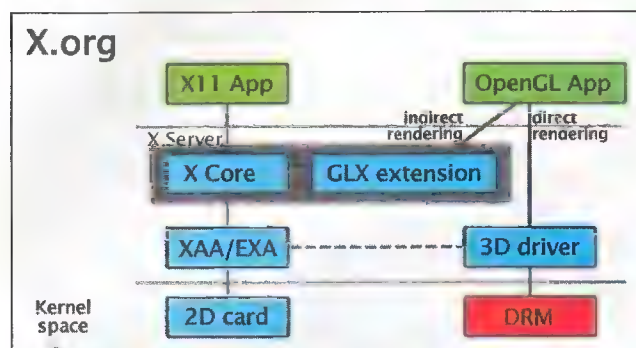 X.org
X11 App
OpenGL App
indirect
rendering
direct
rendering
X.Server
X Core
GLX extension
XAA/EXA
3D driver
Kernel
space
2D card
DRM